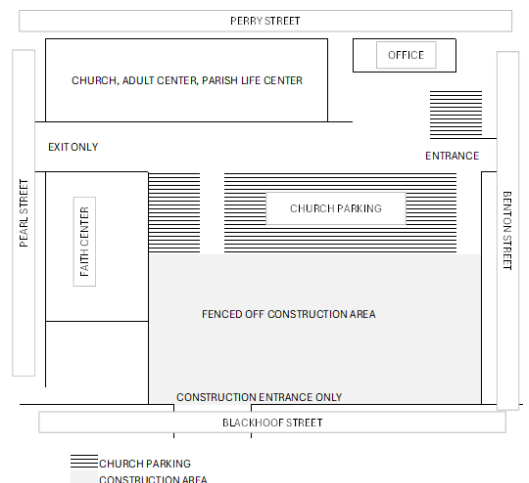 PERRY STREET
OFFICE
CHURCH, ADULT CENTER, PARISH LIFE CENTER
EXIT ONLY
ENTRANCE
PEARL STREET
FAITH CENTER
CHURCH PARKING
BENTON STREET
FENCED OFF CONSTRUCTION AREA
CONSTRUCTION ENTRANCE ONLY
BLACKHOOF STREET
CHURCH PARKING
CONSTRUCTION AREA